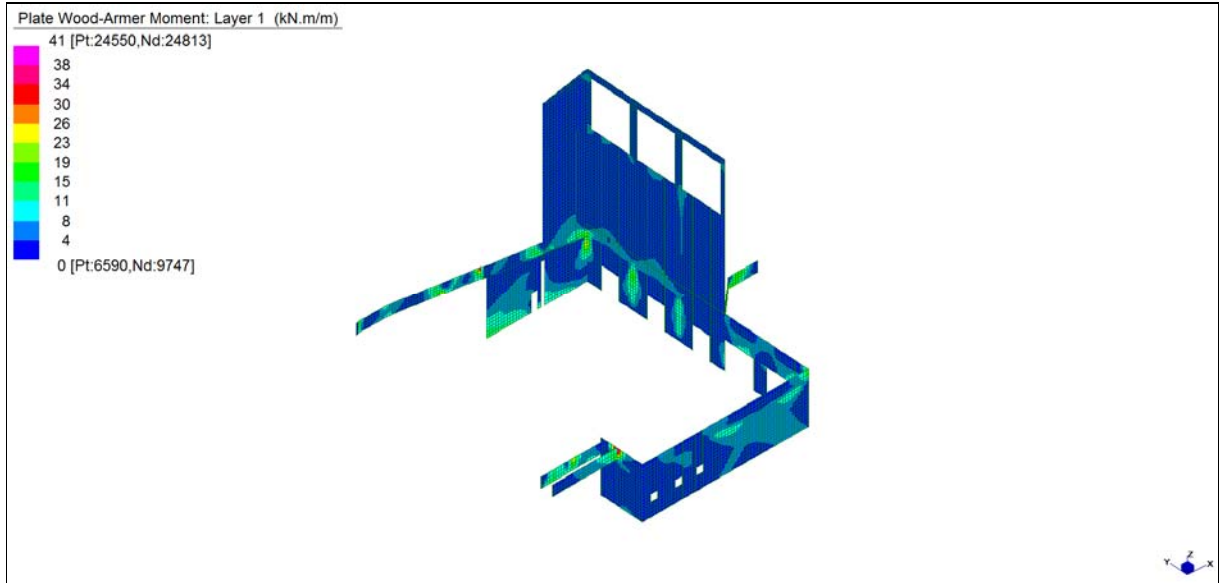 Plate Wood-Armer Moment: Layer 1 (kN.m/m)
41 [Pt:24550,Nd:24813]
38
34
30
26
23
19
15
11
8
4
0 [Pt:6590,Nd:9747]
Z
Y X